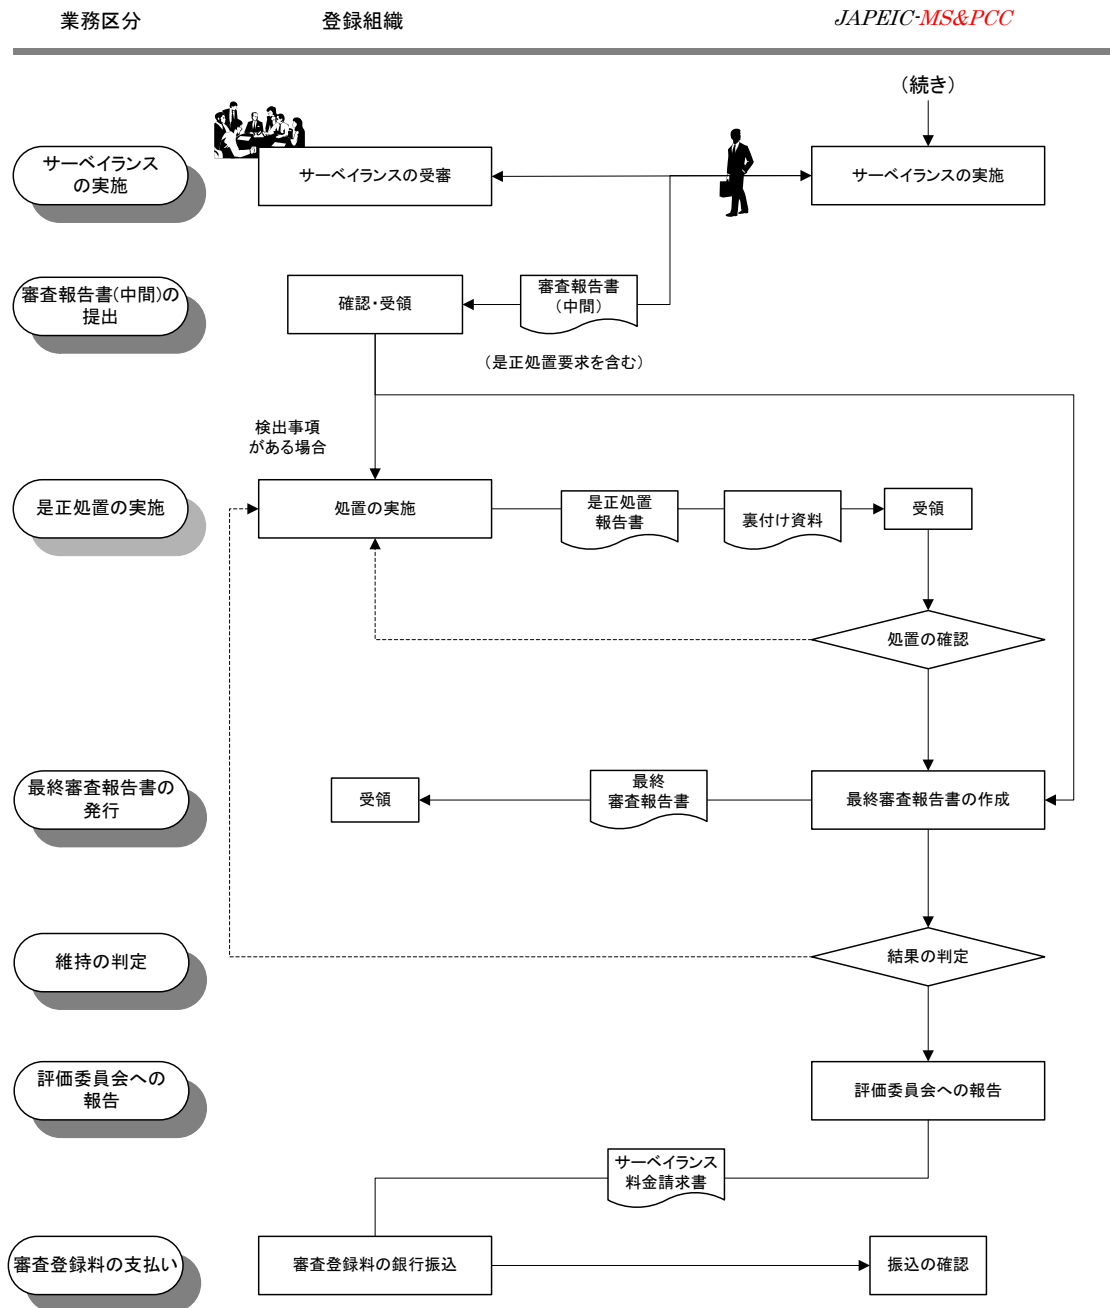 業務区分
登録組織
JAPEIC-MS&PCC
(続き)
サーベイランス
の実施
サーベイランスの受審
サーベイランスの実施
審査報告書(中間)の
提出
確認・受領
審査報告書
(中間)
(是正処置要求を含む)
検出事項
がある場合
是正処置の実施
処置の実施
是正処置
報告書
裏付け資料
受領
処置の確認
最終審査報告書の
発行
受領
最終
審査報告書
最終審査報告書の作成
維持の判定
結果の判定
評価委員会への
報告
評価委員会への報告
サーベイランス
料金請求書
審査登録料の支払い
審査登録料の銀行振込
振込の確認